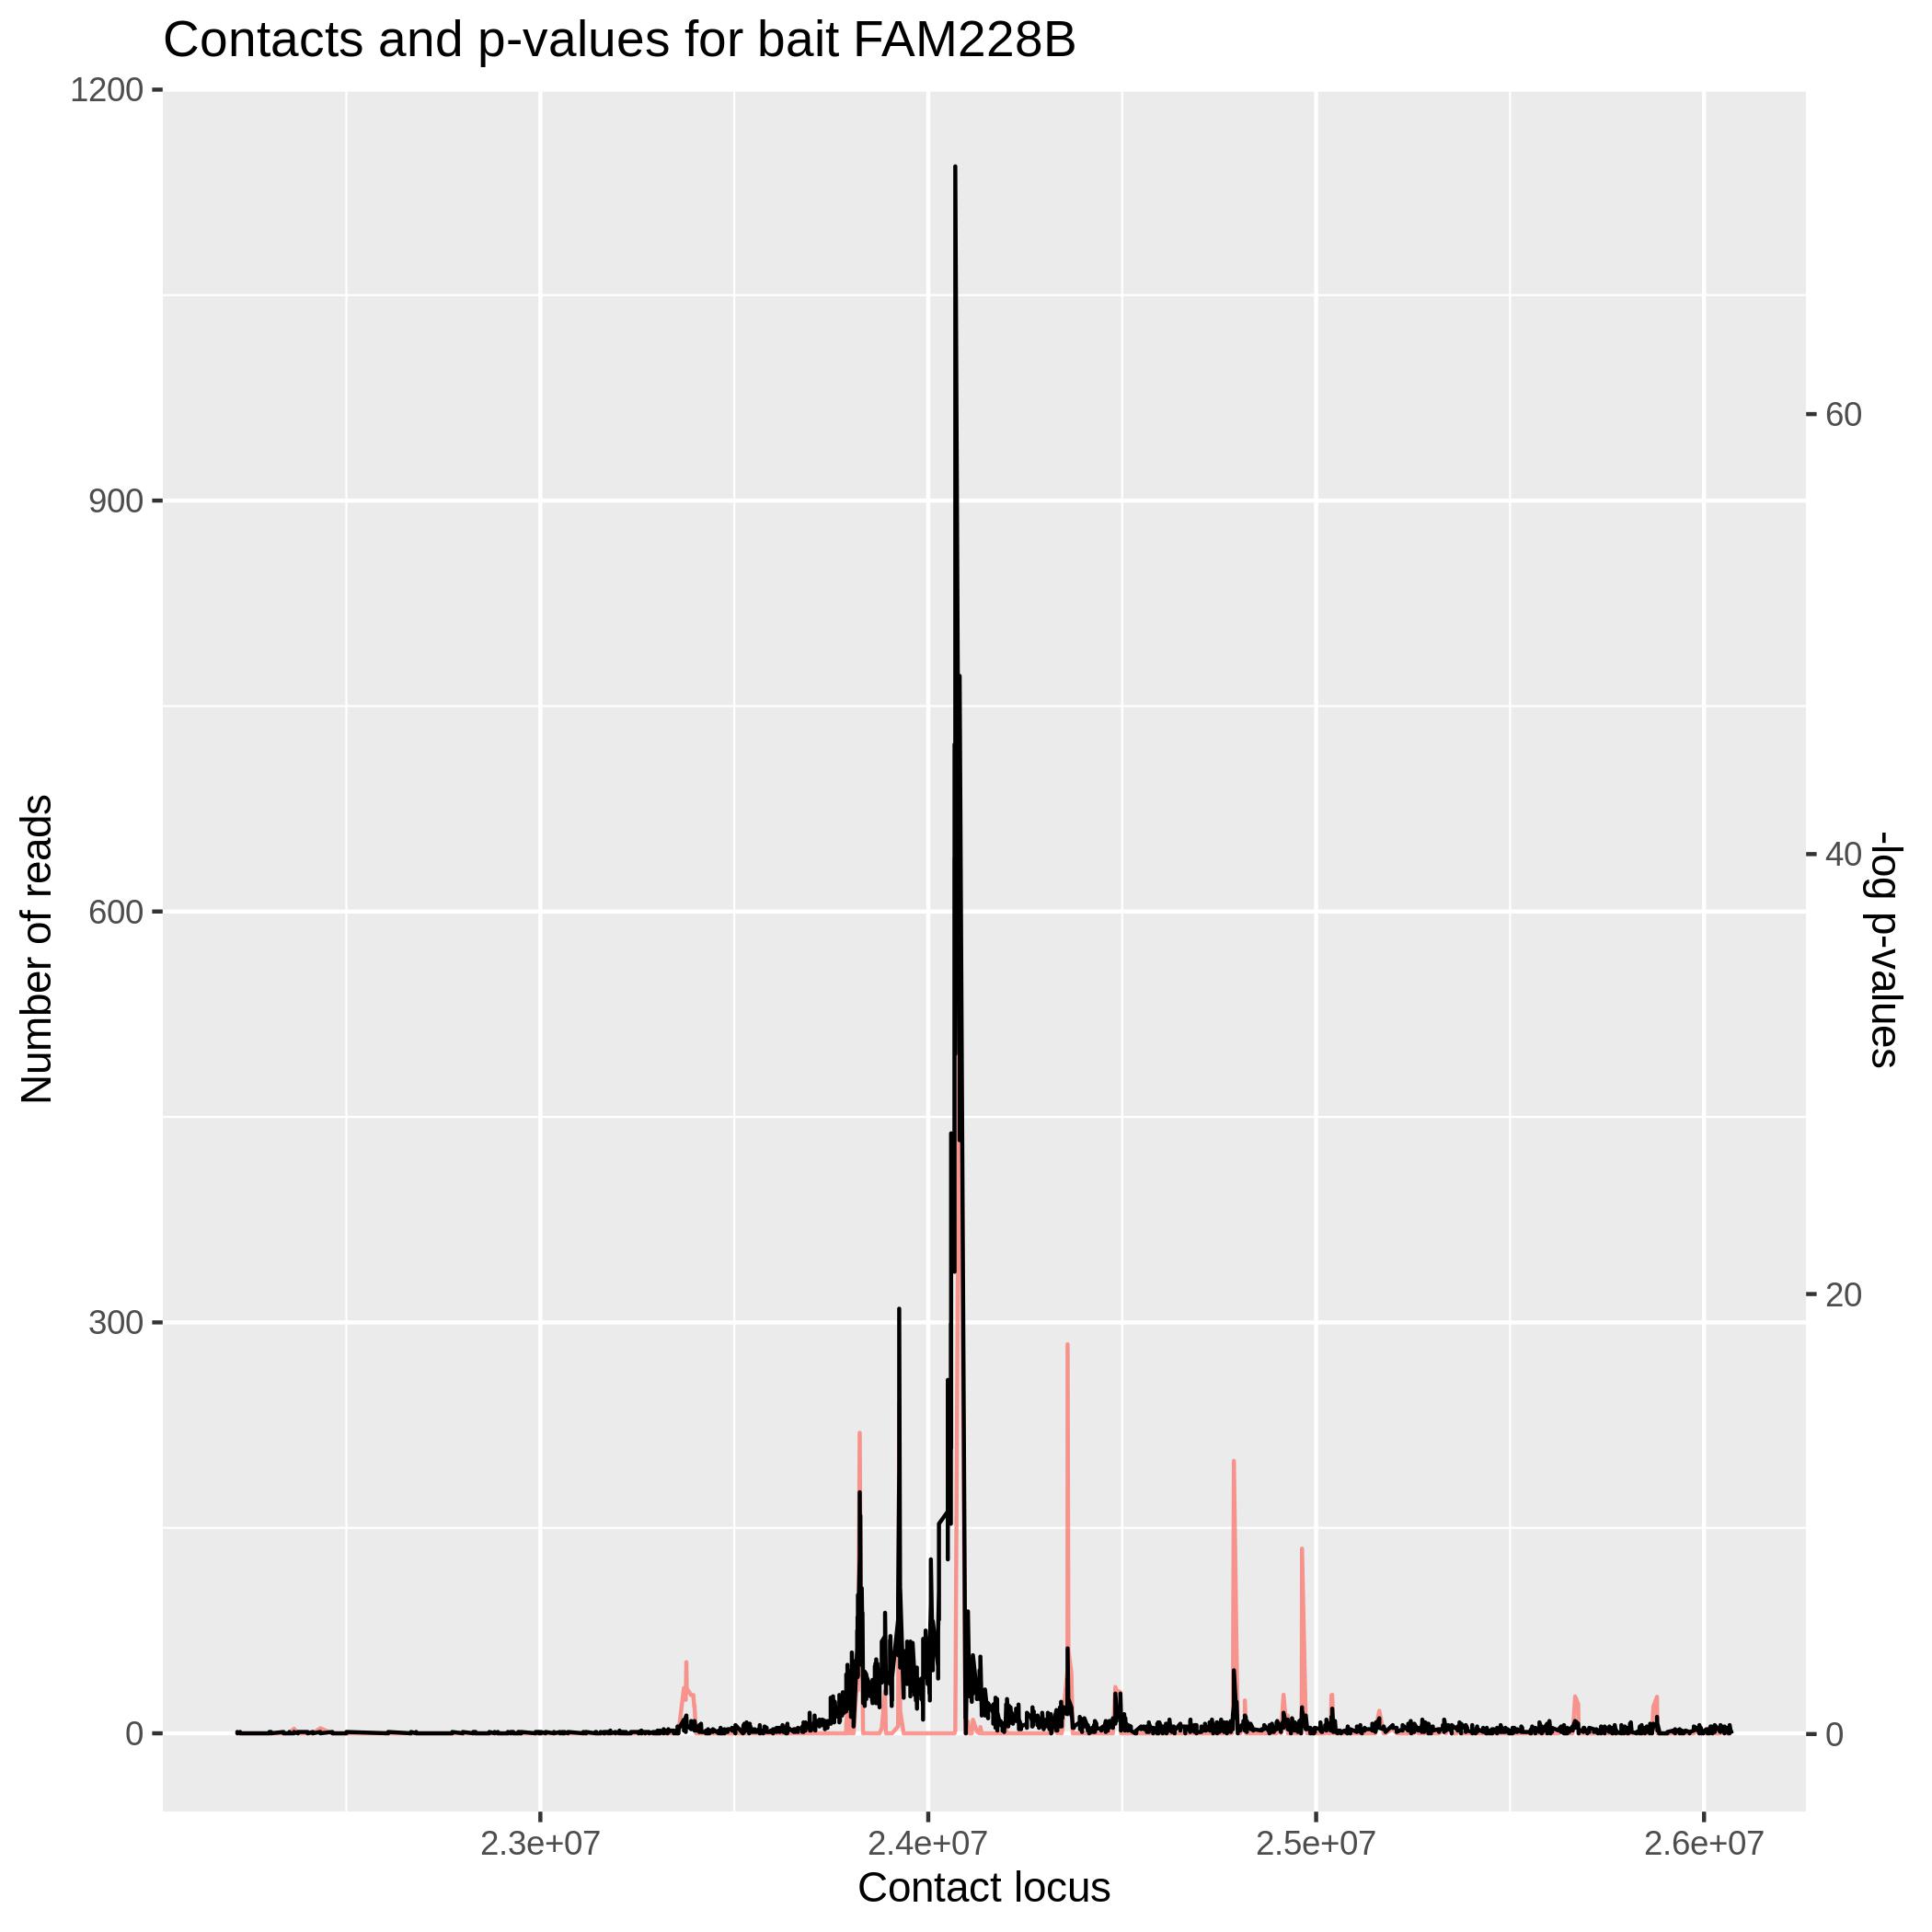 Contacts and p-values for bait FAM228B
1200
900
600
300
0
Number of reads
60
40
20
0
-log p-values
2.3e+07
2.4e+07
2.5e+07
2.6e+07
Contact locus